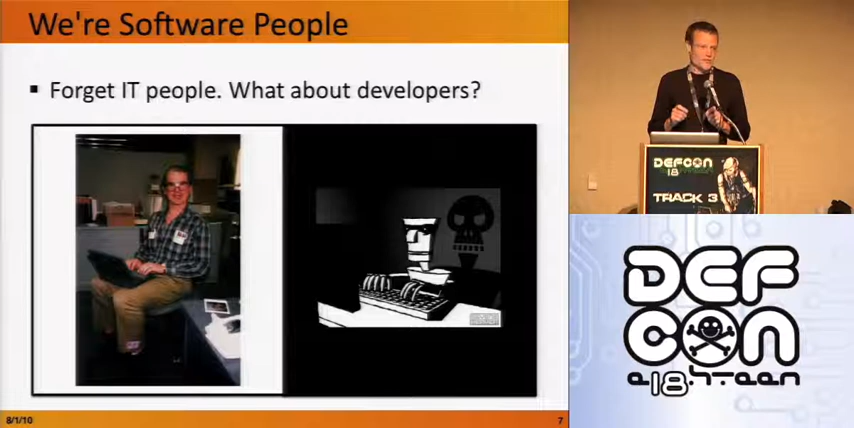 We're Software People
▪ Forget IT people. What about developers?
8/1/10
7
DEFCON
18
TRACK 3
DEF
CON
e18h.teen